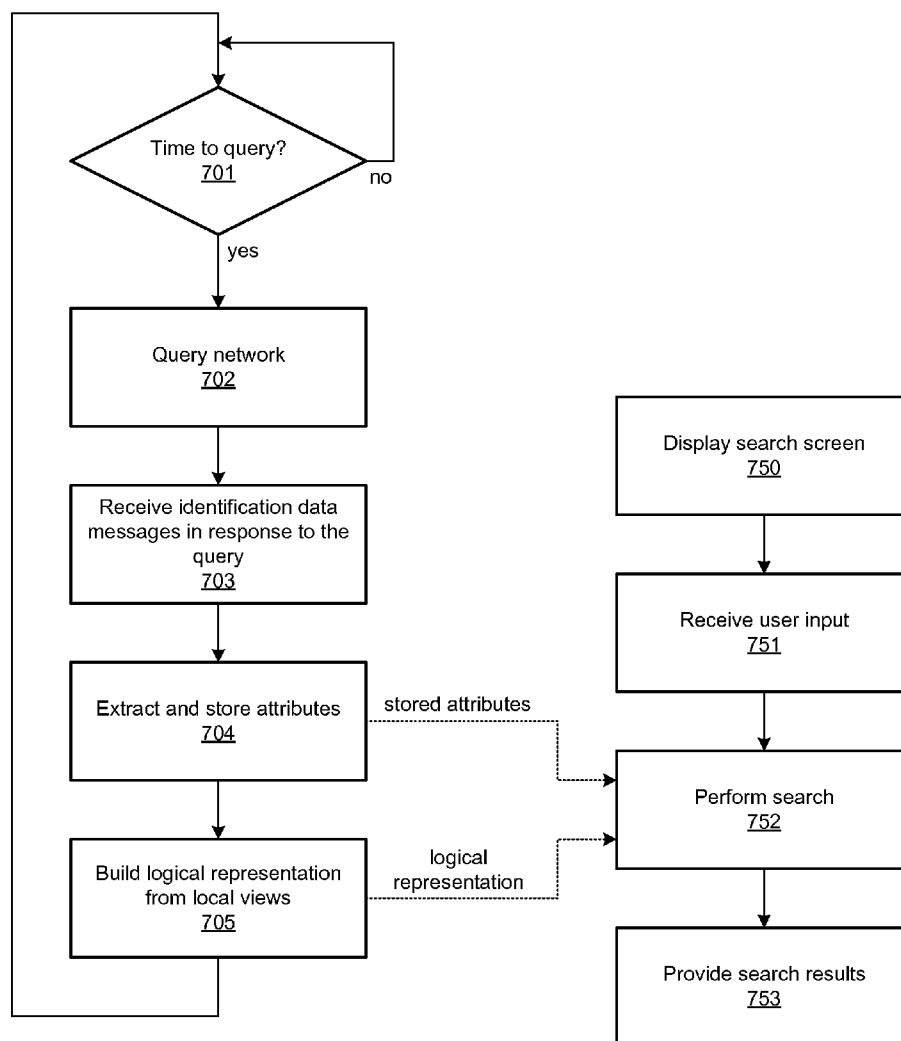 Time to query?
701
no
yes
Query network
702
Receive identification data
messages in response to the
query
703
Extract and store attributes
704
stored attributes
Build logical representation
from local views
705
logical
representation
Display search screen
750
Receive user input
751
Perform search
752
Provide search results
753